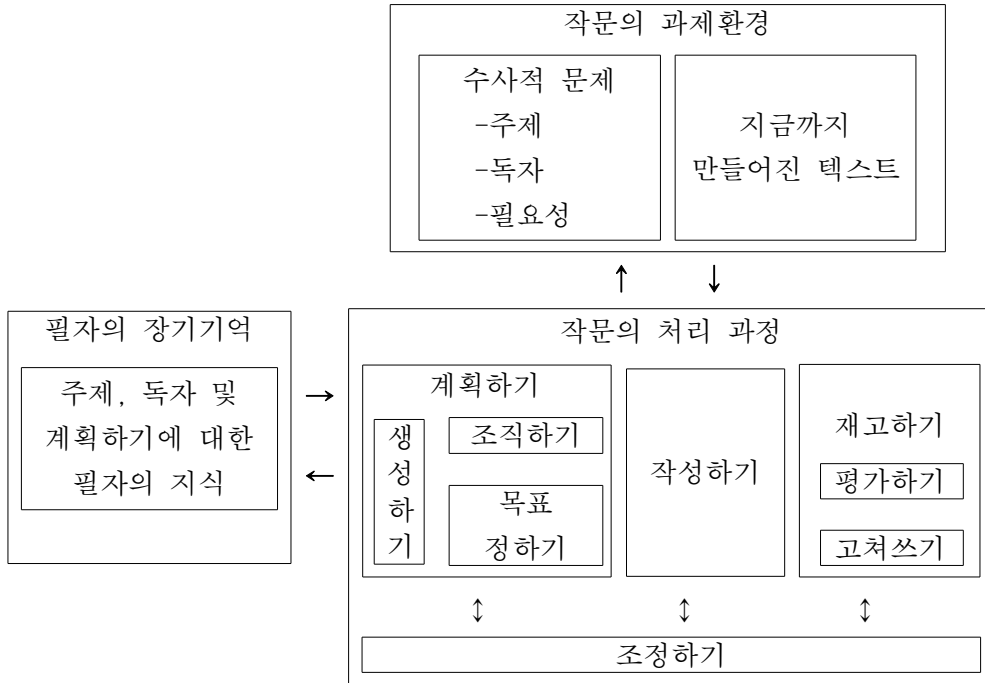 작문의 과제환경
수사적 문제
-주제
-독자
-필요성
지금까지
만들어진 텍스트
↑ ↓
필자의 장기기억
주제, 독자 및
계획하기에 대한
필자의 지식
→
←
작문의 처리 과정
계획하기
생
성
하
기
조직하기
목표
정하기
작성하기
재고하기
평가하기
고쳐쓰기
↕ ↕ ↕
조정하기